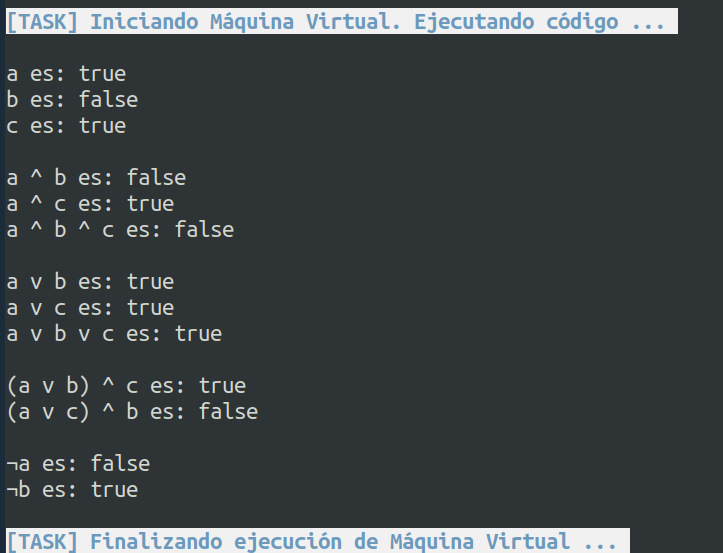 [TASK] Iniciando Máquina Virtual. Ejecutando código ...
a es: true
b es: false
c es: true
a ^ b es: false
a ^ c es: true
a ^ b ^ c es: false
a v b es: true
a v c es: true
a v b v c es: true
(a v b) ^ c es: true
(a v c) ^ b es: false
¬a es: false
¬b es: true
[TASK] Finalizando ejecución de Máquina Virtual ...